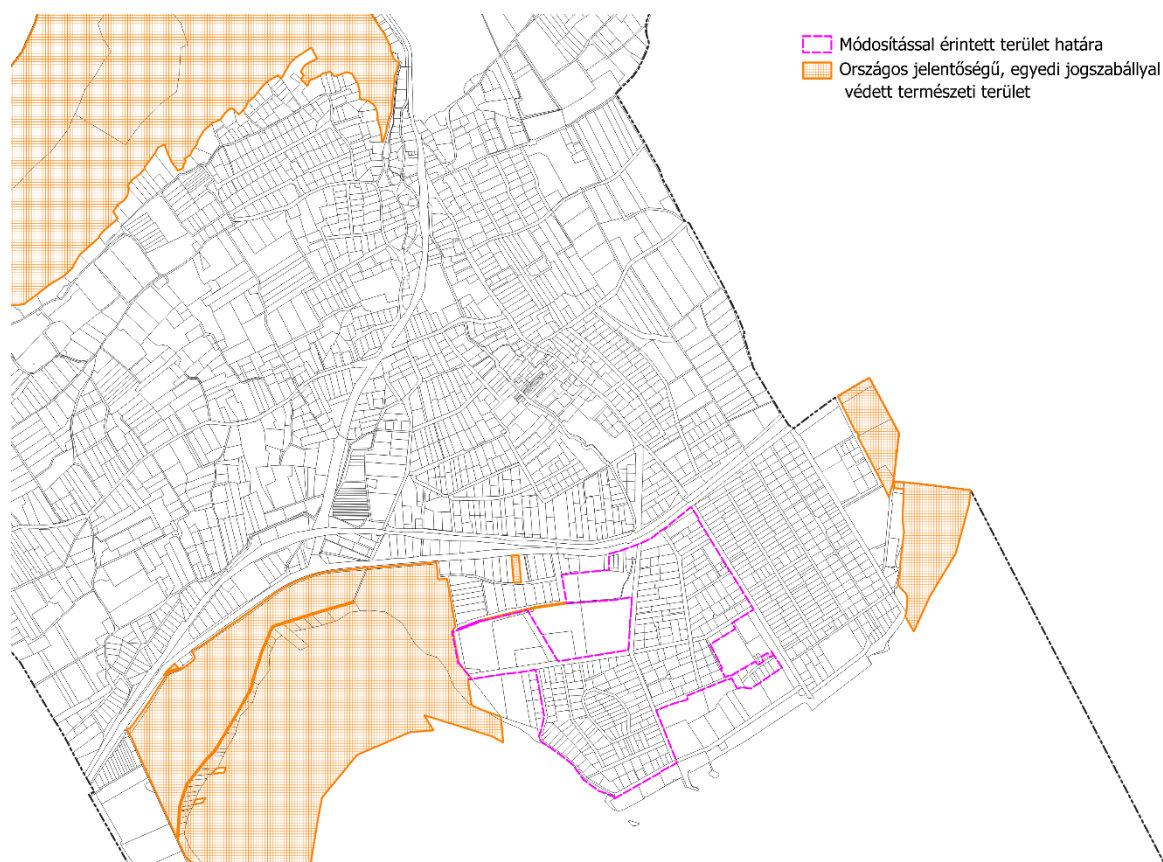 Módosítással érintett terület határa
Országos jelentőségű, egyedi jogszabállyal
védett természeti terület